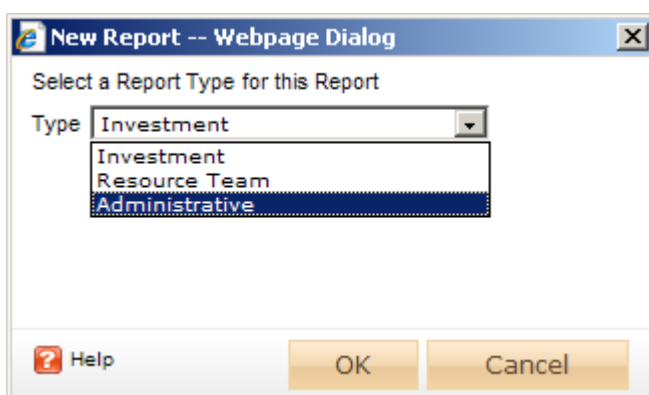 New Report -- Webpage Dialog
Select a Report Type for this Report
Type Investment
Investment
Resource Team
Administrative
Help OK Cancel